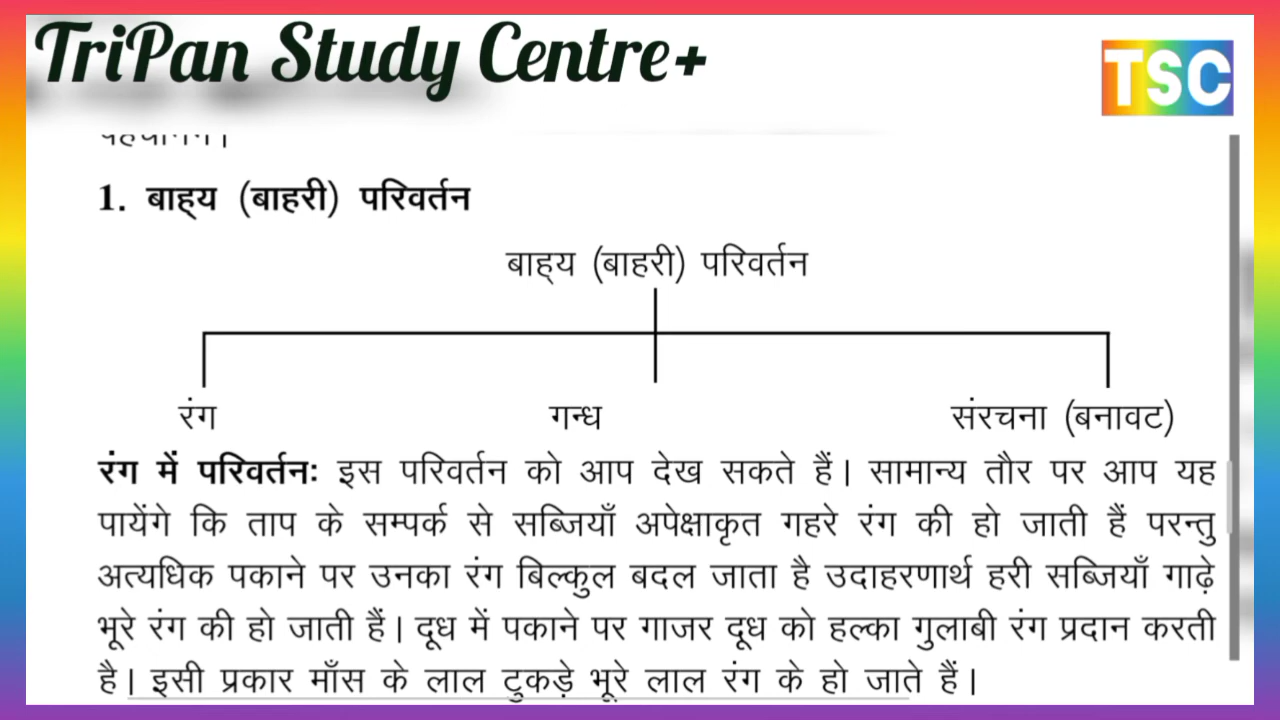 TriPan Study Centre+
TSC
1. बाह्य (बाहरी) परिवर्तन
बाह्य (बाहरी) परिवर्तन
रंग गन्ध संरचना (बनावट)
रंग में परिवर्तनः इस परिवर्तन को आप देख सकते हैं। सामान्य तौर पर आप यह
पायेंगे कि ताप के सम्पर्क से सब्जियाँ अपेक्षाकृत गहरे रंग की हो जाती हैं परन्तु
अत्यधिक पकाने पर उनका रंग बिल्कुल बदल जाता है उदाहरणार्थ हरी सब्जियाँ गाढ़े
भूरे रंग की हो जाती हैं। दूध में पकाने पर गाजर दूध को हल्का गुलाबी रंग प्रदान करती
है। इसी प्रकार माँस के लाल टुकड़े भूरे लाल रंग के हो जाते हैं।